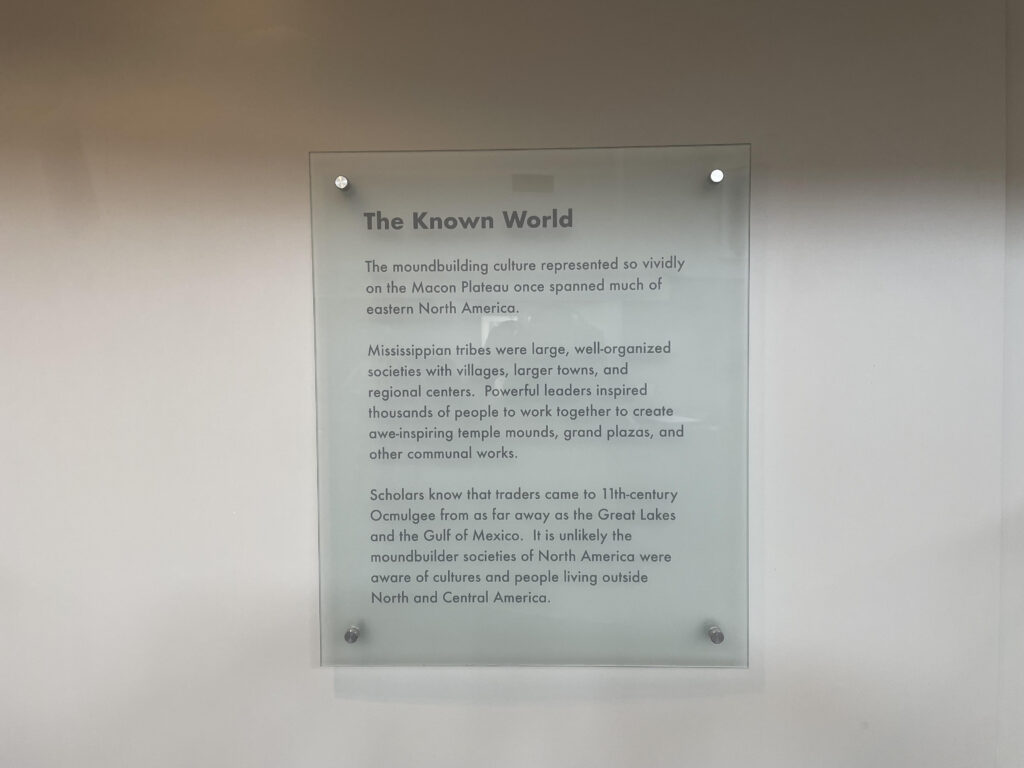 The Known World
The moundbuilding culture represented so vividly
on the Macon Plateau once spanned much of
eastern North America.
Mississippian tribes were large, well-organized
societies with villages, larger towns, and
regional centers.  Powerful leaders inspired
thousands of people to work together to create
awe-inspiring temple mounds, grand plazas, and
other communal works.
Scholars know that traders came to 11th-century
Ocmulgee from as far away as the Great Lakes
and the Gulf of Mexico.  It is unlikely the
moundbuilder societies of North America were
aware of cultures and people living outside
North and Central America.